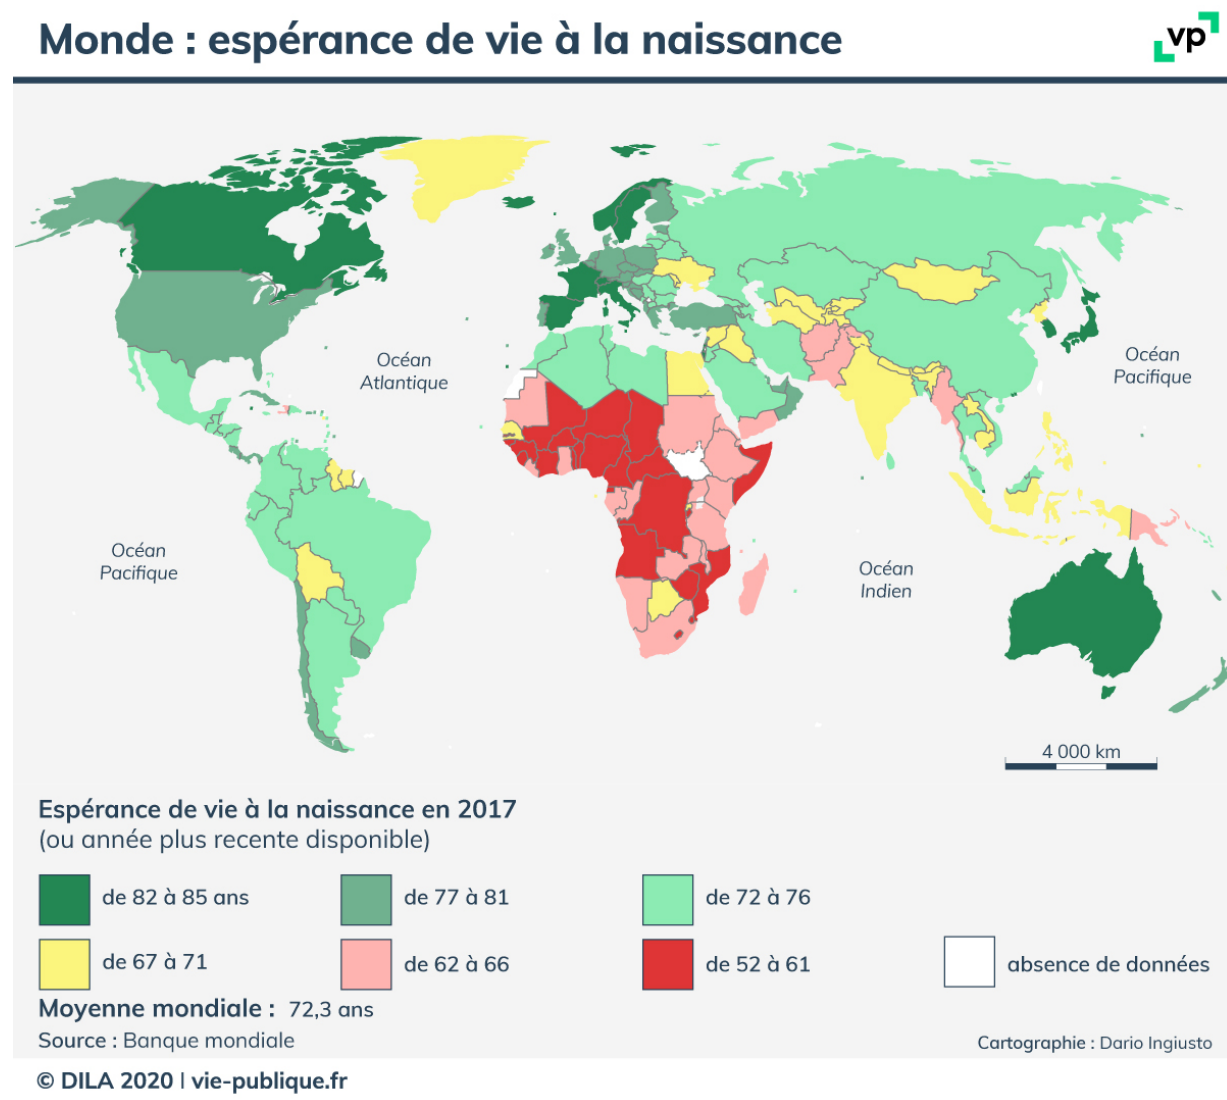 Monde : espérance de vie à la naissance
vp
Océan
Atlantique
Océan
Pacifique
Océan
Pacifique
Océan
Indien
4 000 km
Espérance de vie à la naissance en 2017
(ou année plus recente disponible)
de 82 à 85 ans
de 77 à 81
de 72 à 76
de 67 à 71
de 62 à 66
de 52 à 61
absence de données
Moyenne mondiale : 72,3 ans
Source : Banque mondiale
Cartographie : Dario Ingiusto
© DILA 2020 | vie-publique.fr